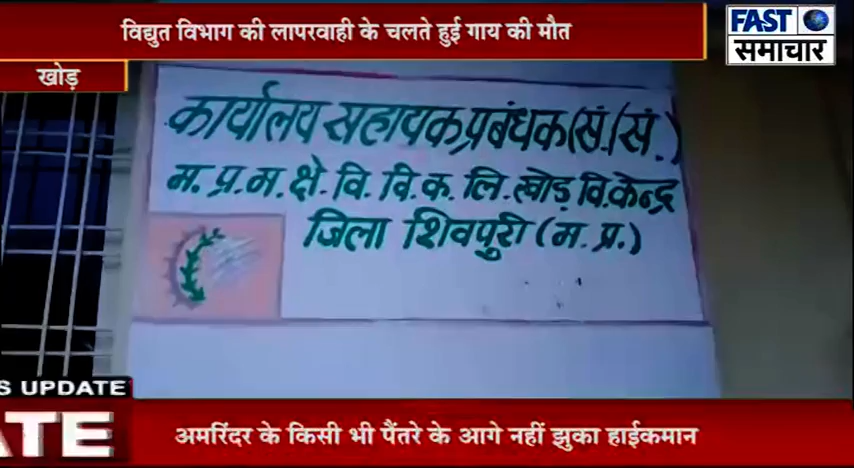 विद्युत विभाग की लापरवाही के चलते हुई गाय की मौत
FAST
समाचार
खोड़
कार्यालय सहायक प्रबंधक (सं./सं.)
म. प्र. म. क्षे. वि. वि. क. लि. खोड़ वि. केन्द्र
जिला शिवपुरी (म. प्र.)
S UPDATE
ATE
अमरिंदर के किसी भी पैंतरे के आगे नहीं झुका हाईकमान